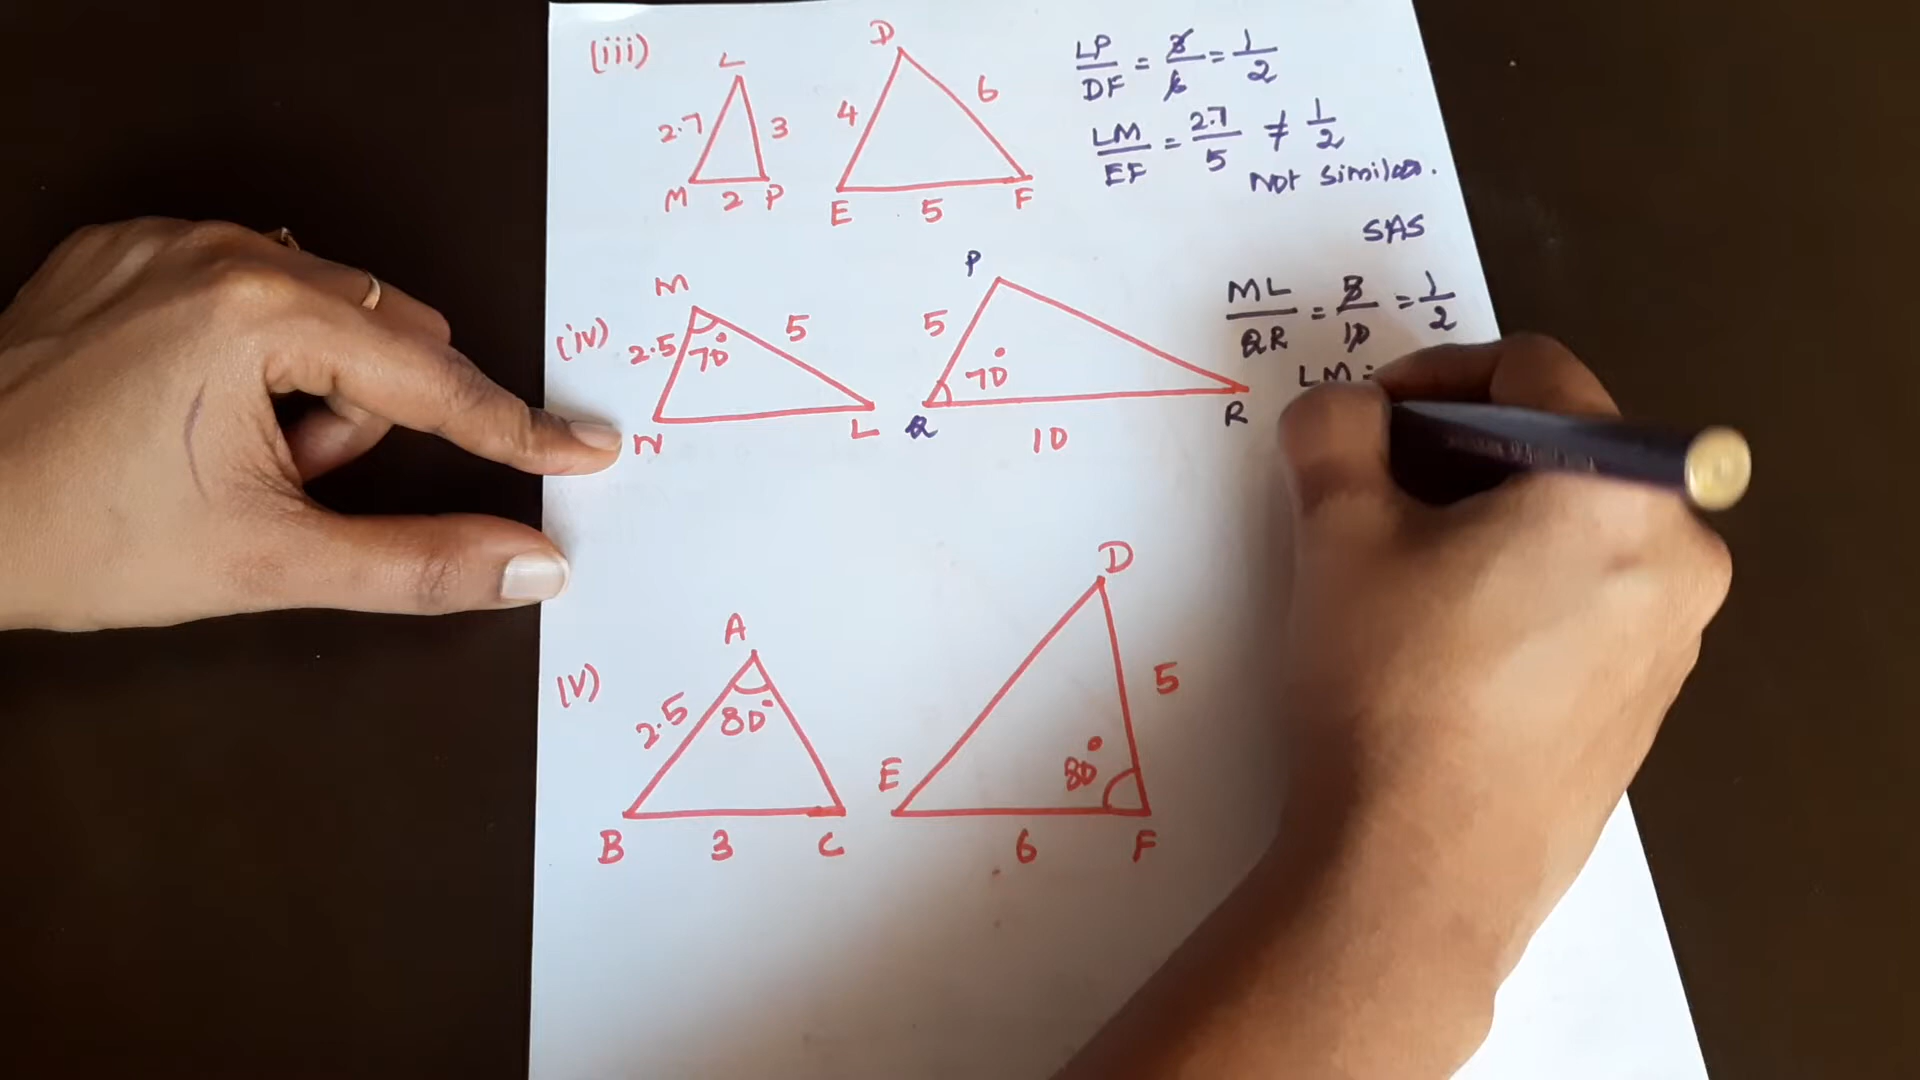 (iii)
L
2.7
3
M 2 P
D
4
6
E 5 F
LP/DF = 3/6 = 1/2
LM/EF = 2.7/5 ≠ 1/2
Not similar.
SAS
(iv)
M
2.5
70°
5
N
L
P
5
70°
Q
10
R
ML/QR = 5/10 = 1/2
LM =
(V)
A
2.5
80°
B 3 C
D
5
80°
E
6
F